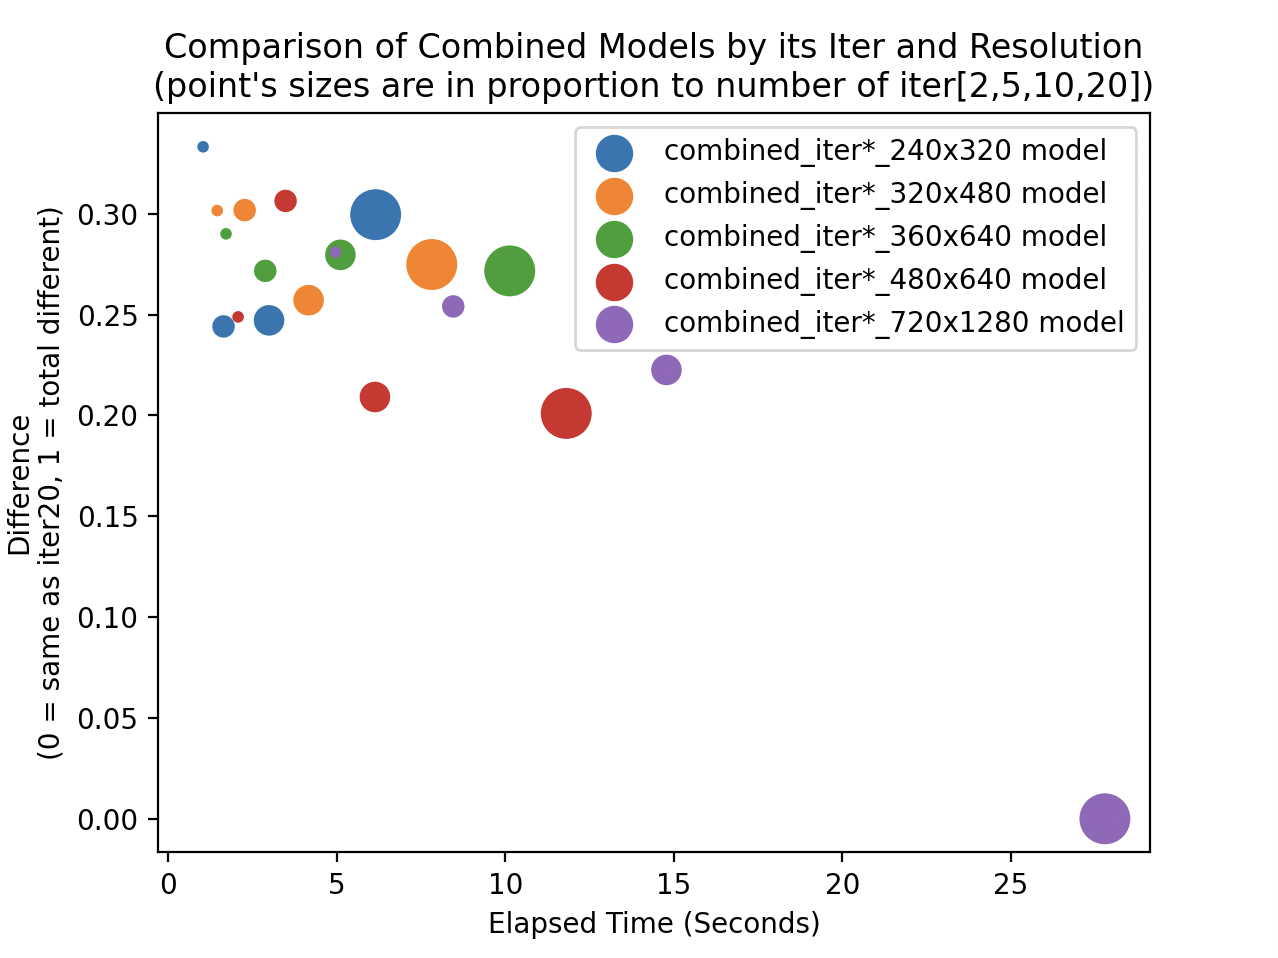 Comparison of Combined Models by its Iter and Resolution
(point's sizes are in proportion to number of iter[2,5,10,20])
combined_iter*_240x320 model
combined_iter*_320x480 model
combined_iter*_360x640 model
combined_iter*_480x640 model
combined_iter*_720x1280 model
Difference
(0 = same as iter20, 1 = total different)
0.30
0.25
0.20
0.15
0.10
0.05
0.00
0 5 10 15 20 25
Elapsed Time (Seconds)